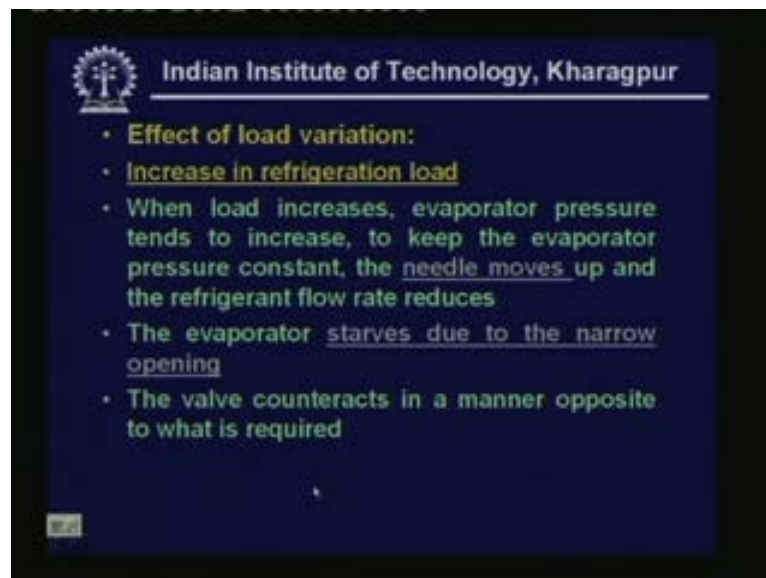 Indian Institute of Technology, Kharagpur
• Effect of load variation:
• Increase in refrigeration load
• When load increases, evaporator pressure
tends to increase, to keep the evaporator
pressure constant, the needle moves up and
the refrigerant flow rate reduces
• The evaporator starves due to the narrow
opening
• The valve counteracts in a manner opposite
to what is required